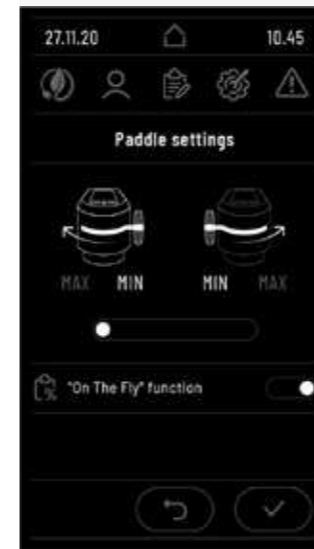 27.11.20 10.45
Paddle settings
MAX MIN MIN MAX
"On The Fly" function